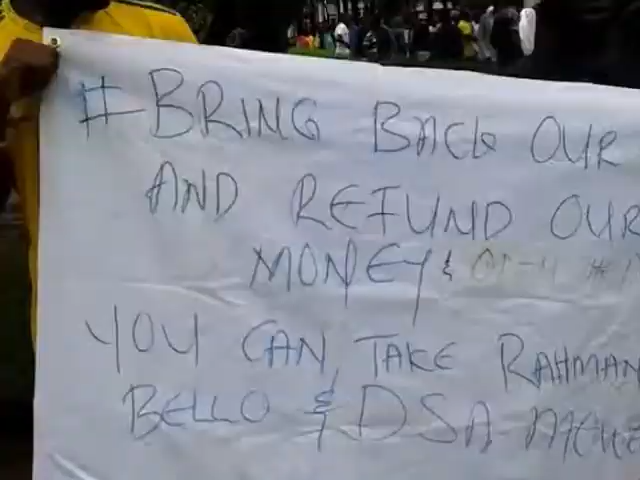 #BRING BACK OUR
AND REFUND OUR
MONEY &
YOU CAN TAKE RAHMAN
BELLO & DSA